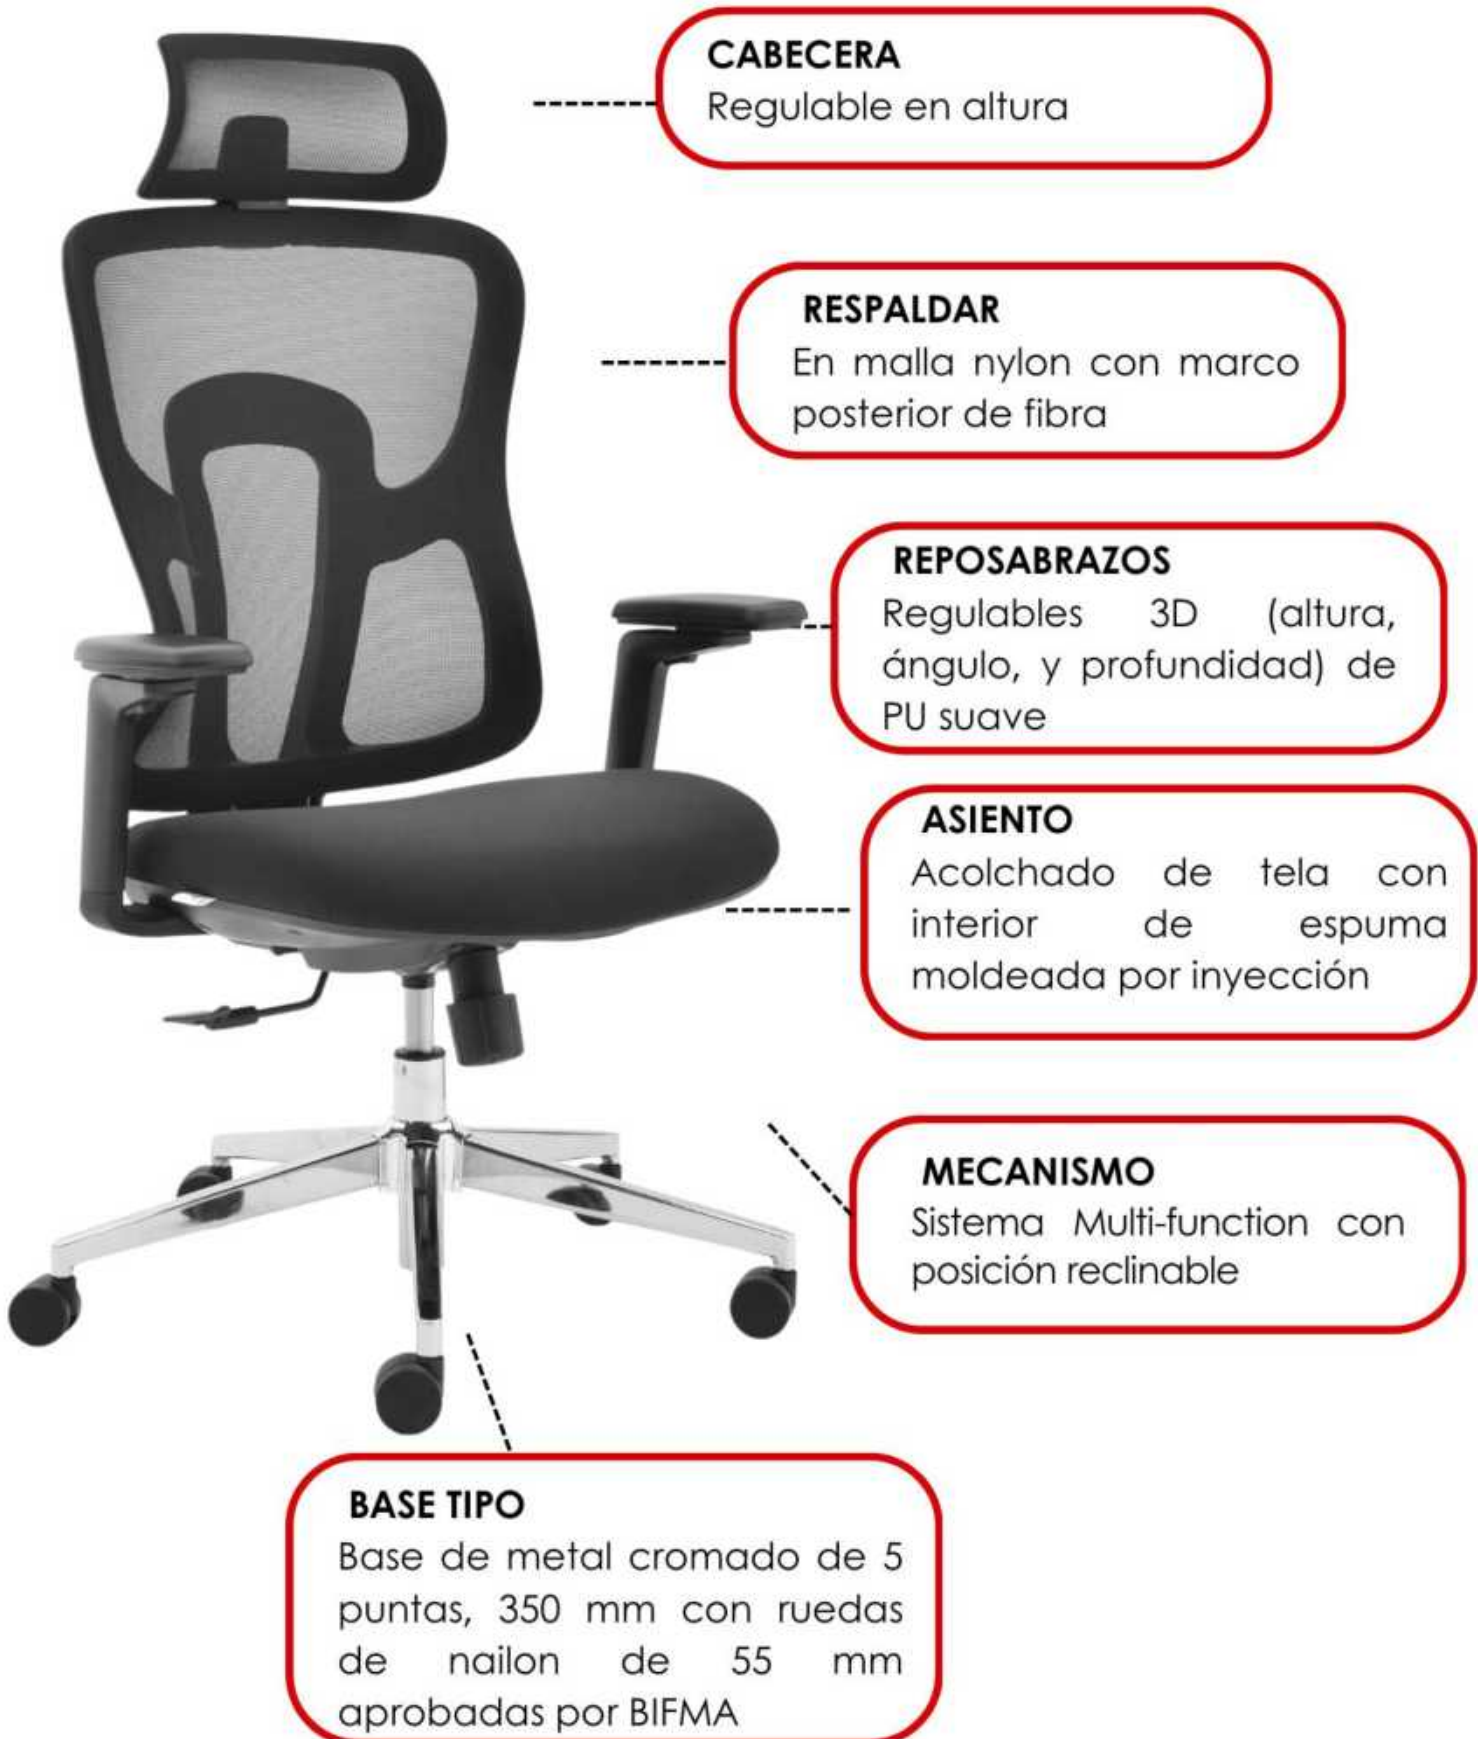 CABECERA
Regulable en altura
RESPALDAR
En malla nylon con marco
posterior de fibra
REPOSABRAZOS
Regulables 3D (altura,
ángulo, y profundidad) de
PU suave
ASIENTO
Acolchado de tela con
interior de espuma
moldeada por inyección
MECANISMO
Sistema Multi-function con
posición reclinable
BASE TIPO
Base de metal cromado de 5
puntas, 350 mm con ruedas
de nailon de 55 mm
aprobadas por BIFMA